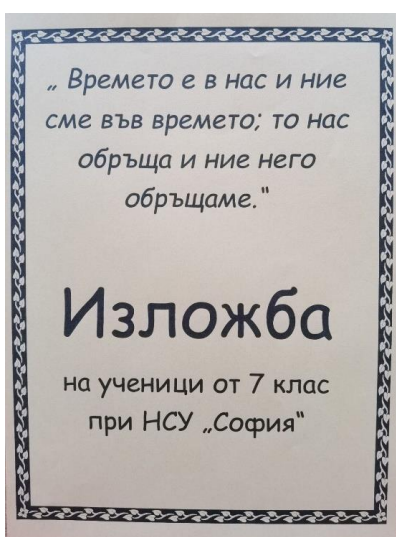 „ Времето е в нас и ние
сме във времето; то нас
обръща и ние него
обръщаме."
Изложба
на ученици от 7 клас
при НСУ „София"